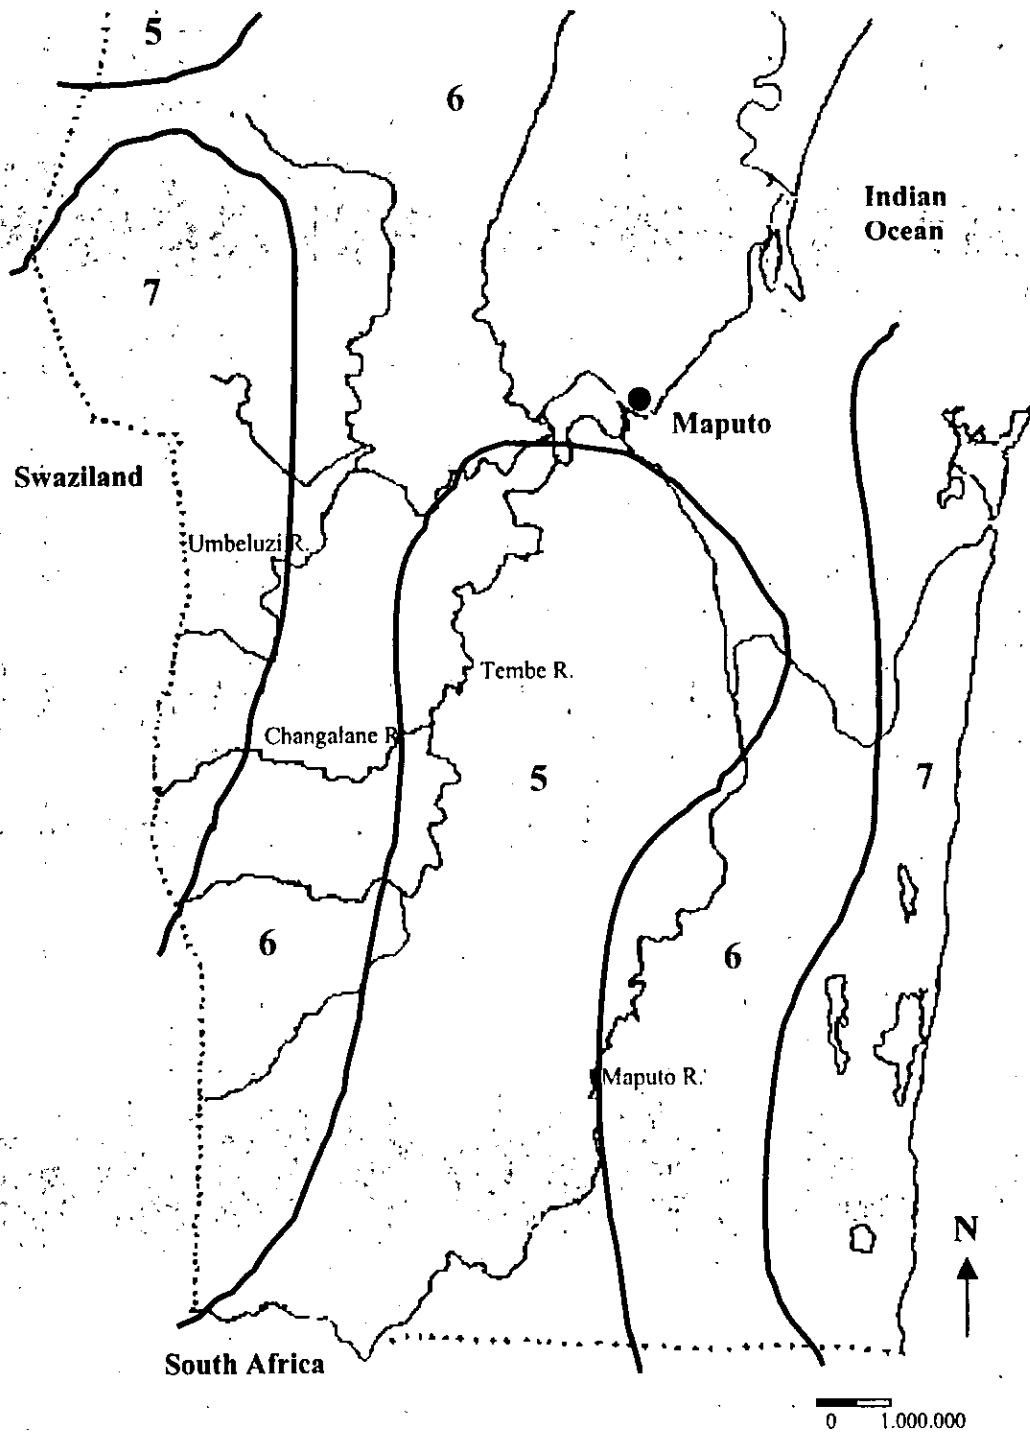 5
6
Indian
Ocean
7
Maputo
Swaziland
Umbeluzi R.
Tembe R.
Changalane R
5
7
6
6
Maputo R.
N
South Africa
0 1.000.000